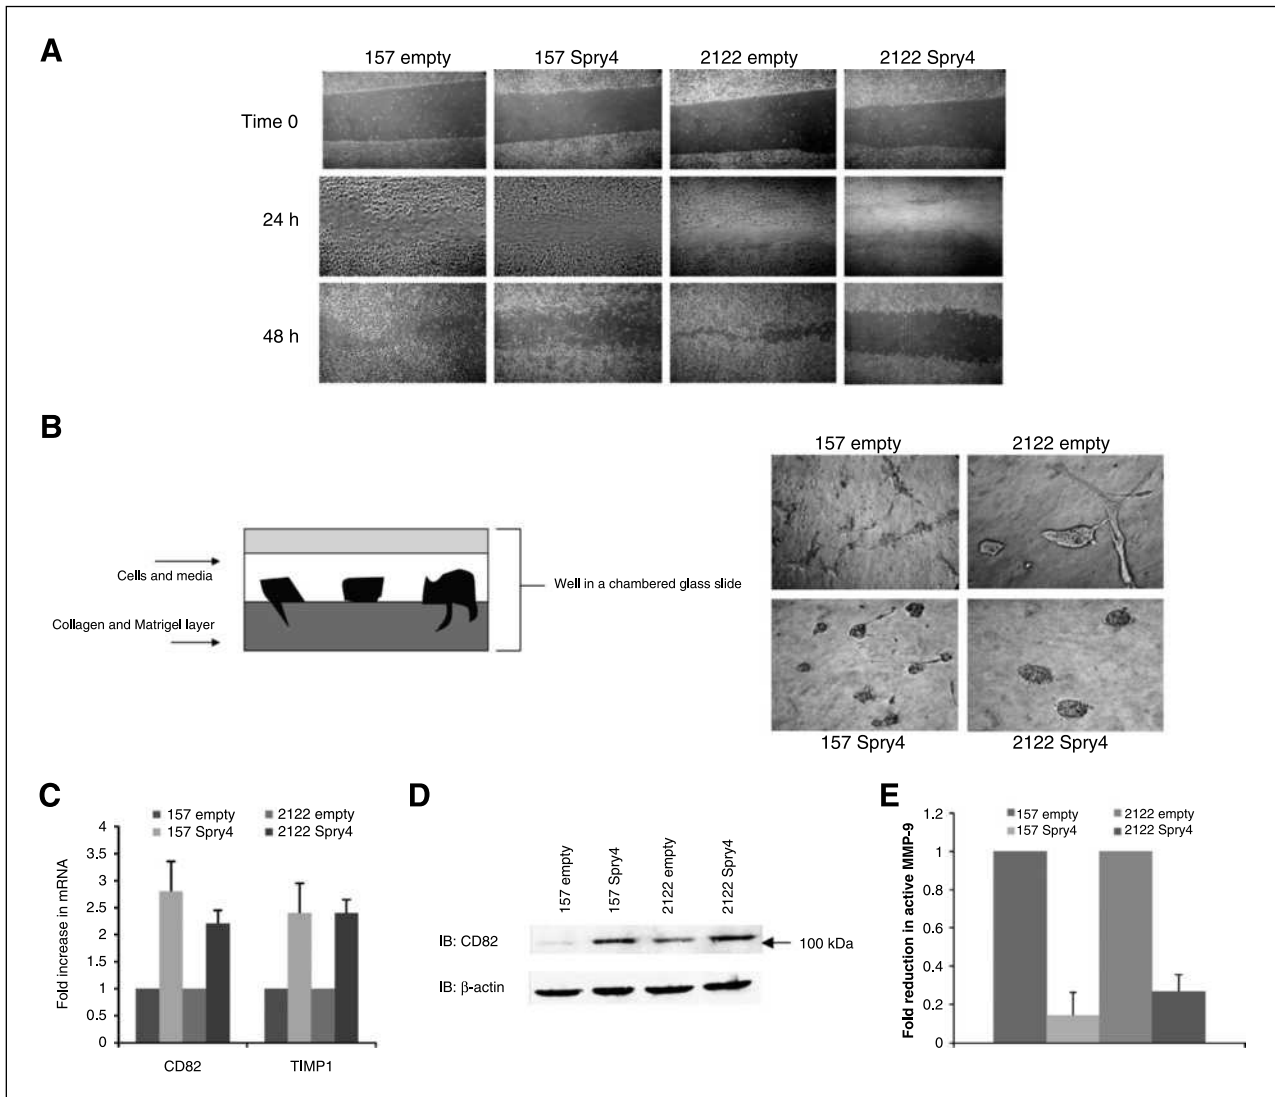 A
157 empty 157 Spry4 2122 empty 2122 Spry4
Time 0
24 h
48 h
B
157 empty 2122 empty
Cells and media
Well in a chambered glass slide
Collagen and Matrigel layer
157 Spry4 2122 Spry4
C
157 empty 2122 empty
157 Spry4 2122 Spry4
Fold increase in mRNA
4
3.5
3
2.5
2
1.5
1
0.5
0
CD82 TIMP1
D
157 empty 157 Spry4 2122 empty 2122 Spry4
IB: CD82 100 kDa
IB: β-actin
E
157 empty 2122 empty
157 Spry4 2122 Spry4
Fold reduction in active MMP-9
1.2
1
0.8
0.6
0.4
0.2
0